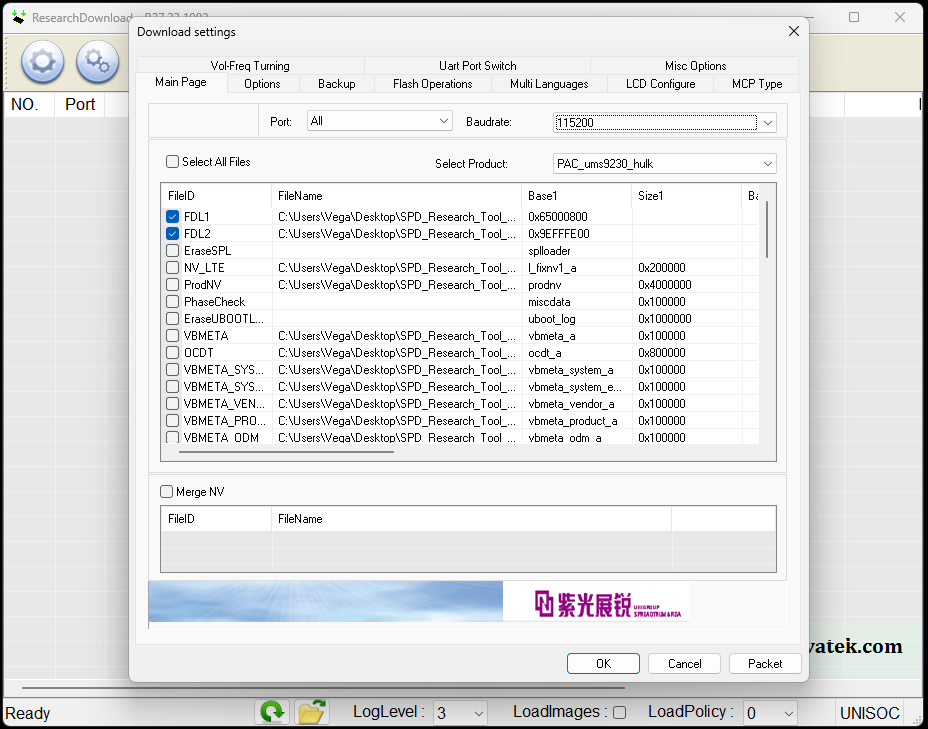 ResearchDownload - R27.23.1902
Download settings
Vol-Freq Turning Uart Port Switch Misc Options
Main Page Options Backup Flash Operations Multi Languages LCD Configure MCP Type
NO. Port
Port: All Baudrate: 115200
Select All Files Select Product: PAC_ums9230_hulk
FileID FileName Base1 Size1 Ba
FDL1 C:\Users\Vega\Desktop\SPD_Research_Tool_... 0x65000800
FDL2 C:\Users\Vega\Desktop\SPD_Research_Tool_... 0x9EFFFE00
EraseSPL splloader
NV_LTE C:\Users\Vega\Desktop\SPD_Research_Tool_... l_fixnv1_a 0x200000
ProdNV C:\Users\Vega\Desktop\SPD_Research_Tool_... prodnv 0x4000000
PhaseCheck miscdata 0x100000
EraseUBOOTL... uboot_log 0x1000000
VBMETA C:\Users\Vega\Desktop\SPD_Research_Tool_... vbmeta_a 0x100000
OCDT C:\Users\Vega\Desktop\SPD_Research_Tool_... ocdt_a 0x800000
VBMETA_SYS... C:\Users\Vega\Desktop\SPD_Research_Tool_... vbmeta_system_a 0x100000
VBMETA_SYS... C:\Users\Vega\Desktop\SPD_Research_Tool_... vbmeta_system_e... 0x100000
VBMETA_VEN... C:\Users\Vega\Desktop\SPD_Research_Tool_... vbmeta_vendor_a 0x100000
VBMETA_PRO... C:\Users\Vega\Desktop\SPD_Research_Tool_... vbmeta_product_a 0x100000
VBMETA_ODM C:\Users\Vega\Desktop\SPD_Research_Tool_... vbmeta_odm_a 0x100000
Merge NV
FileID FileName
紫光展锐 UNIGROUP
SPREADTRUM & RDA
vatek.com
OK Cancel Packet
Ready LogLevel : 3 LoadImages : LoadPolicy : 0 UNISOC